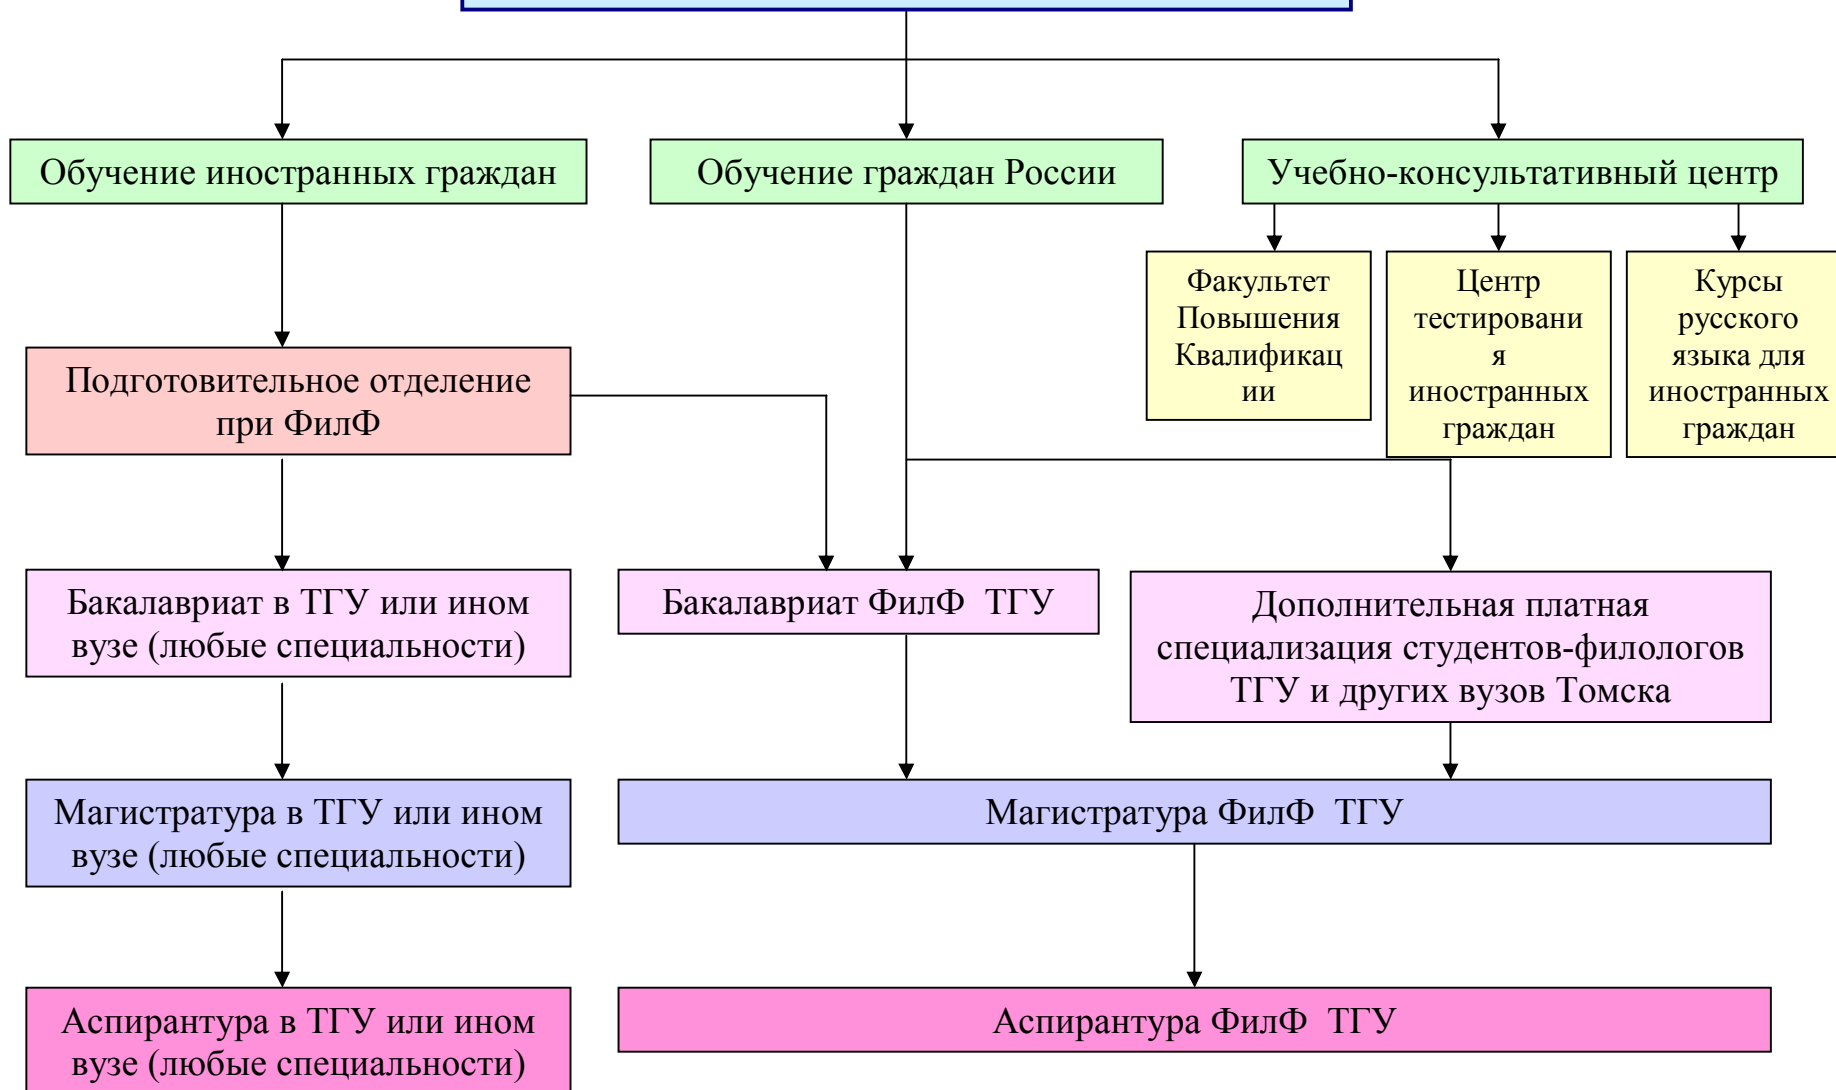 Обучение иностранных граждан
Обучение граждан России
Учебно-консультативный центр
Факультет
Повышения
Квалификац
ии
Центр
тестировани
я
иностранных
граждан
Курсы
русского
языка для
иностранных
граждан
Подготовительное отделение
при ФилФ
Бакалавриат в ТГУ или ином
вузе (любые специальности)
Бакалавриат ФилФ  ТГУ
Дополнительная платная
специализация студентов-филологов
ТГУ и других вузов Томска
Магистратура в ТГУ или ином
вузе (любые специальности)
Магистратура ФилФ  ТГУ
Аспирантура в ТГУ или ином
вузе (любые специальности)
Аспирантура ФилФ  ТГУ